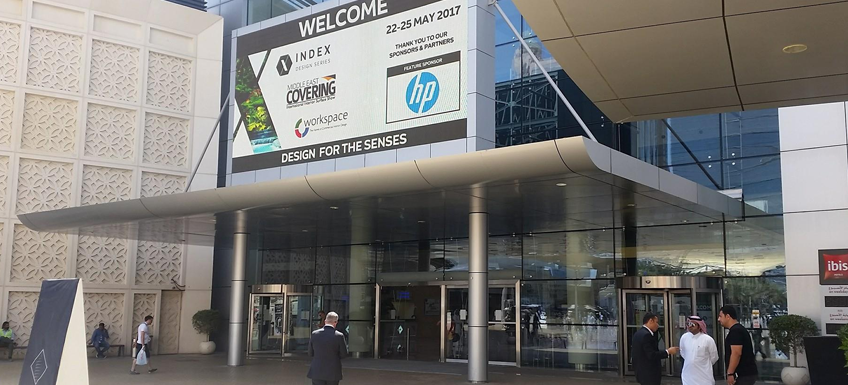 WELCOME
22-25 MAY 2017
THANK YOU TO OUR
SPONSORS & PARTNERS
INDEX
DESIGN SERIES
MIDDLE EAST
COVERING
workspace
FEATURE SPONSOR
hp
DESIGN FOR THE SENSES
ibis